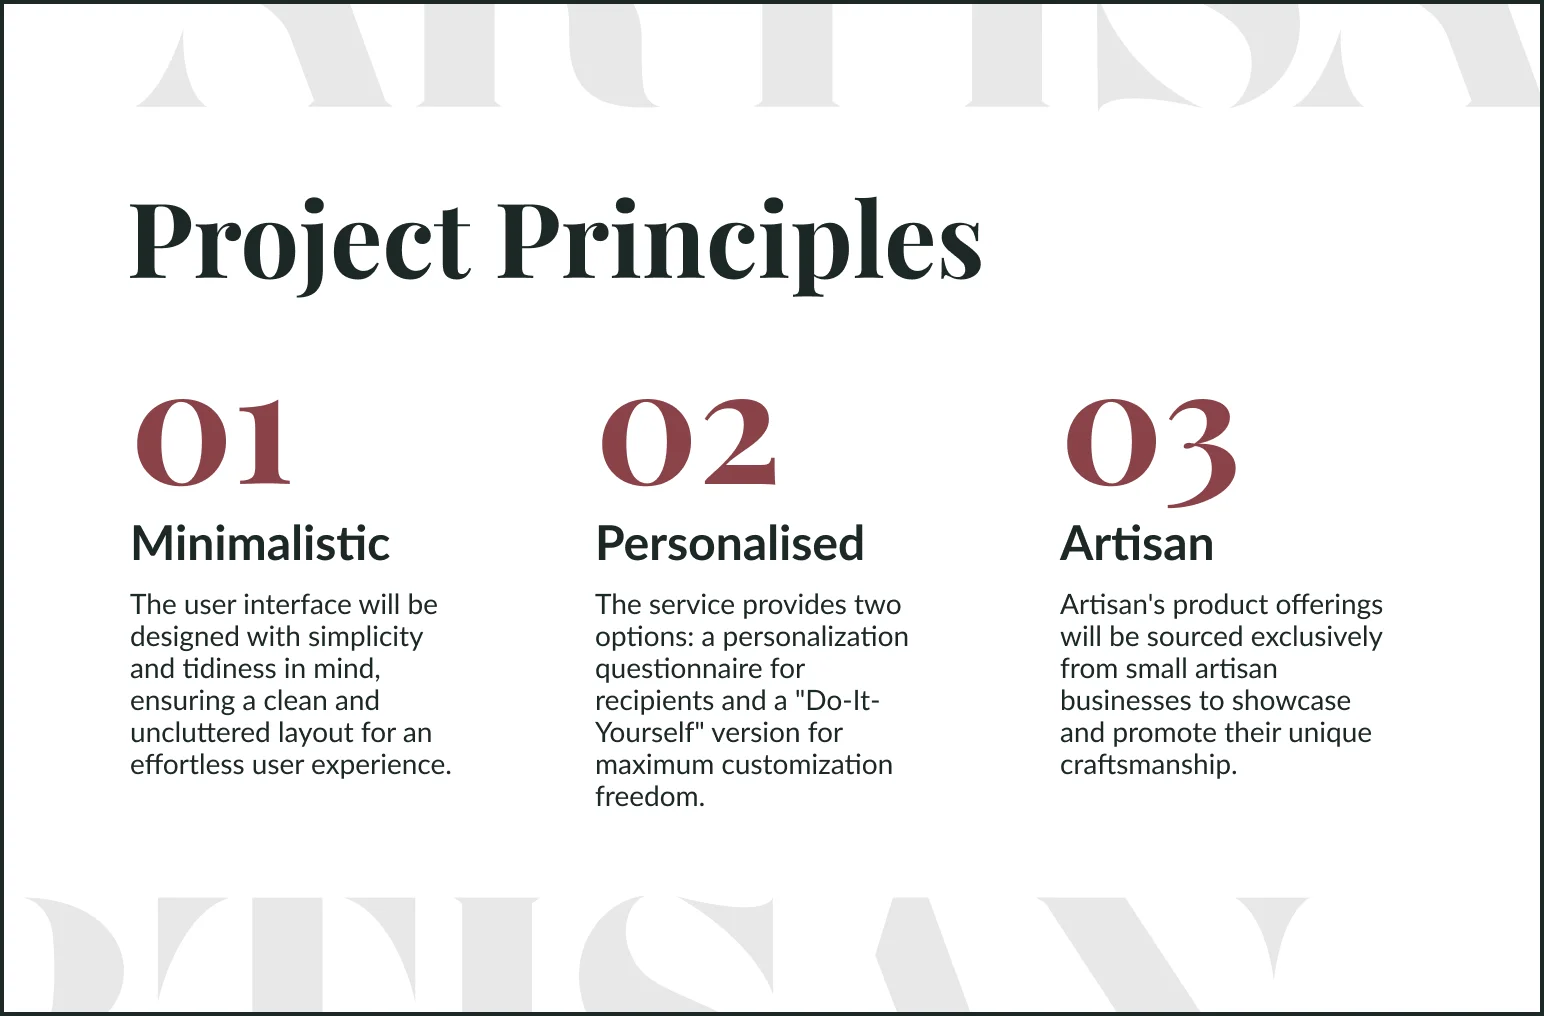 ARTISA
Project Principles
01
Minimalistic
The user interface will be
designed with simplicity
and tidiness in mind,
ensuring a clean and
uncluttered layout for an
effortless user experience.
02
Personalised
The service provides two
options: a personalization
questionnaire for
recipients and a "Do-It-
Yourself" version for
maximum customization
freedom.
03
Artisan
Artisan's product offerings
will be sourced exclusively
from small artisan
businesses to showcase
and promote their unique
craftsmanship.
RTISAN